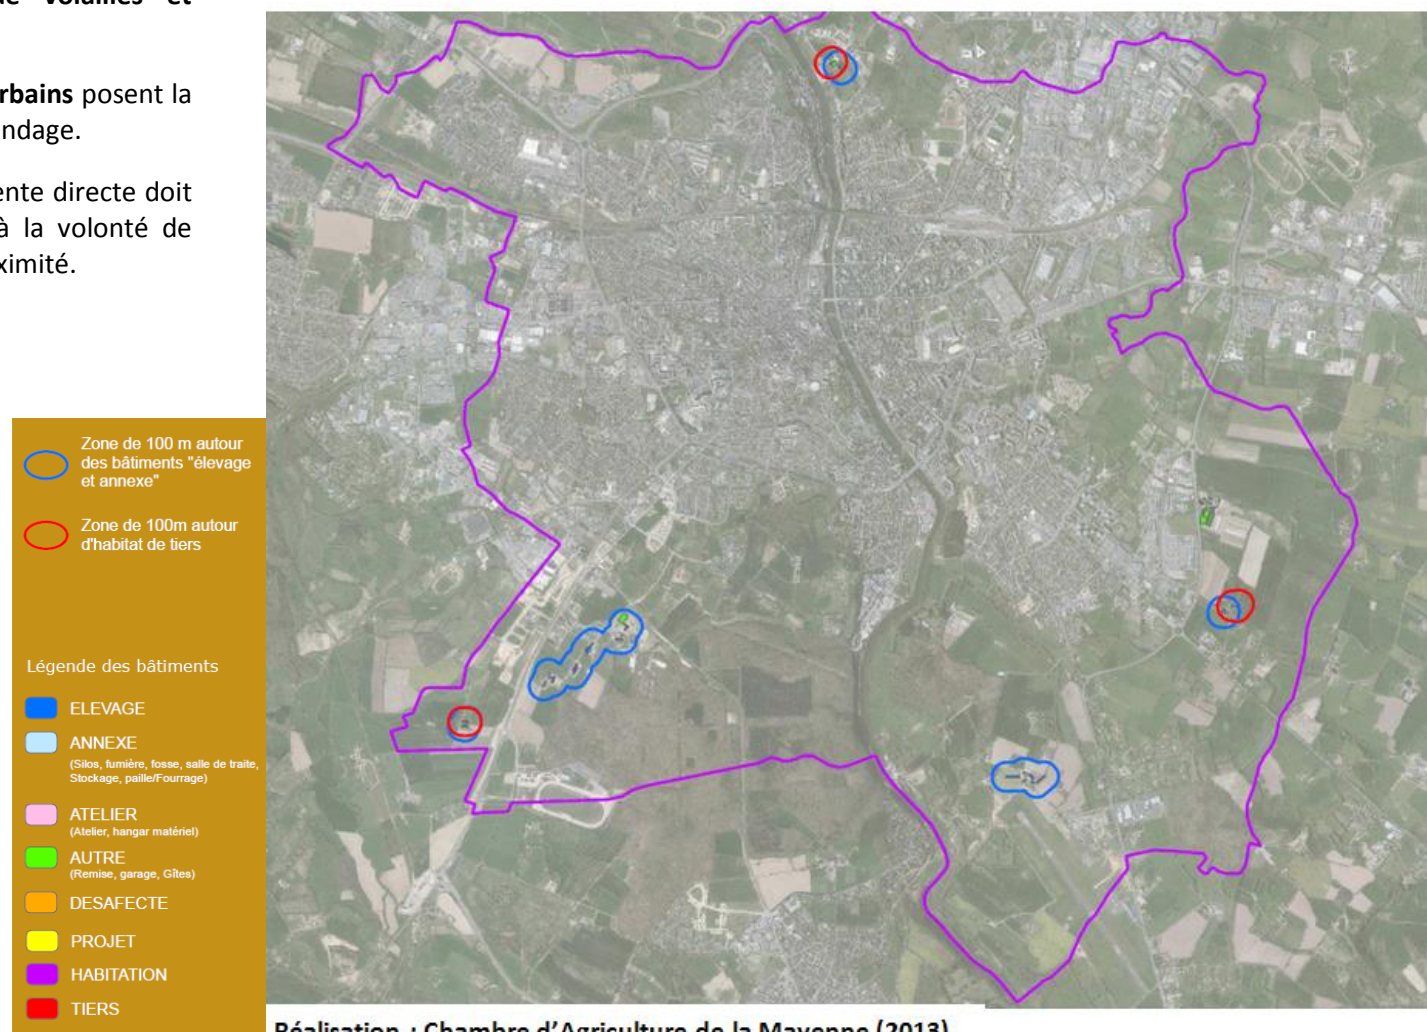 de volailles et
rbains posent la
ndage.
ente directe doit
à la volonté de
ximité.
Zone de 100 m autour
des bâtiments "élevage
et annexe"
Zone de 100m autour
d'habitat de tiers
Légende des bâtiments
ELEVAGE
ANNEXE
(Silos, fumière, fosse, salle de traite,
Stockage, paille/Fourrage)
ATELIER
(Atelier, hangar matériel)
AUTRE
(Remise, garage, Gîtes)
DESAFECTE
PROJET
HABITATION
TIERS
Réalisation : Chambre d'Agriculture de la Mayenne (2013)